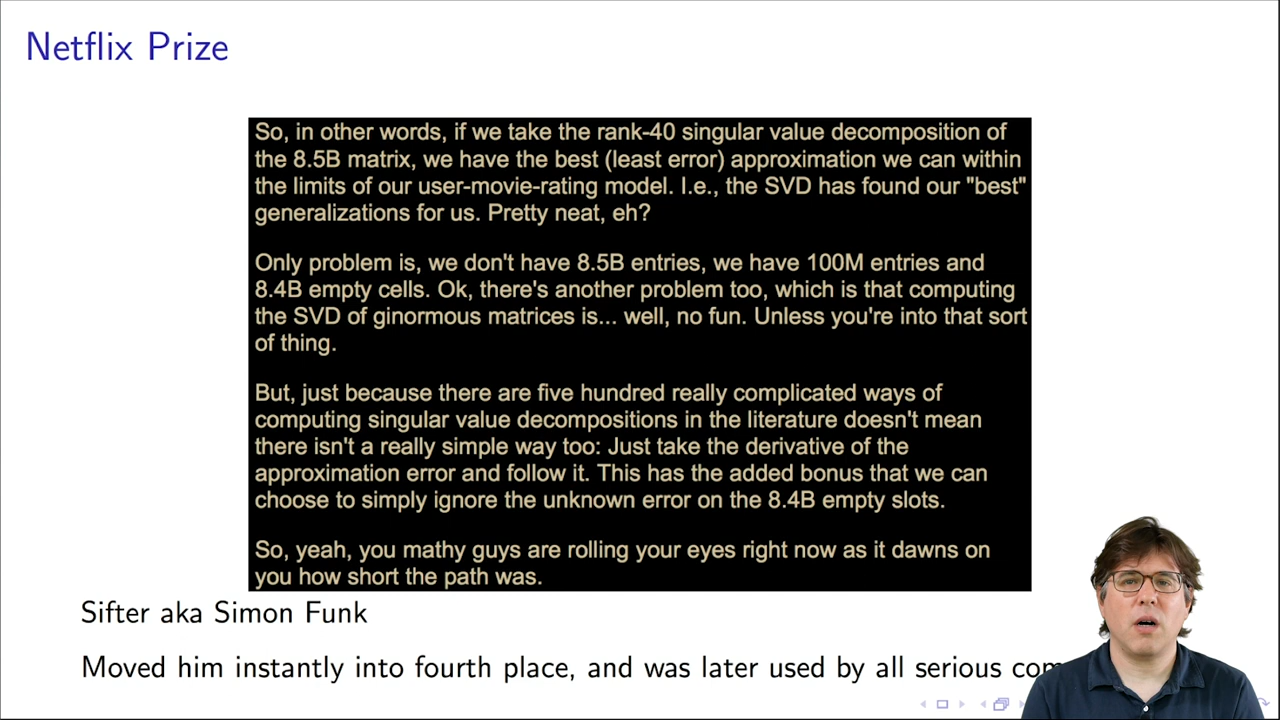 Netflix Prize
So, in other words, if we take the rank-40 singular value decomposition of
the 8.5B matrix, we have the best (least error) approximation we can within
the limits of our user-movie-rating model. I.e., the SVD has found our "best"
generalizations for us. Pretty neat, eh?
Only problem is, we don't have 8.5B entries, we have 100M entries and
8.4B empty cells. Ok, there's another problem too, which is that computing
the SVD of ginormous matrices is... well, no fun. Unless you're into that sort
of thing.
But, just because there are five hundred really complicated ways of
computing singular value decompositions in the literature doesn't mean
there isn't a really simple way too: Just take the derivative of the
approximation error and follow it. This has the added bonus that we can
choose to simply ignore the unknown error on the 8.4B empty slots.
So, yeah, you mathy guys are rolling your eyes right now as it dawns on
you how short the path was.
Sifter aka Simon Funk
Moved him instantly into fourth place, and was later used by all serious